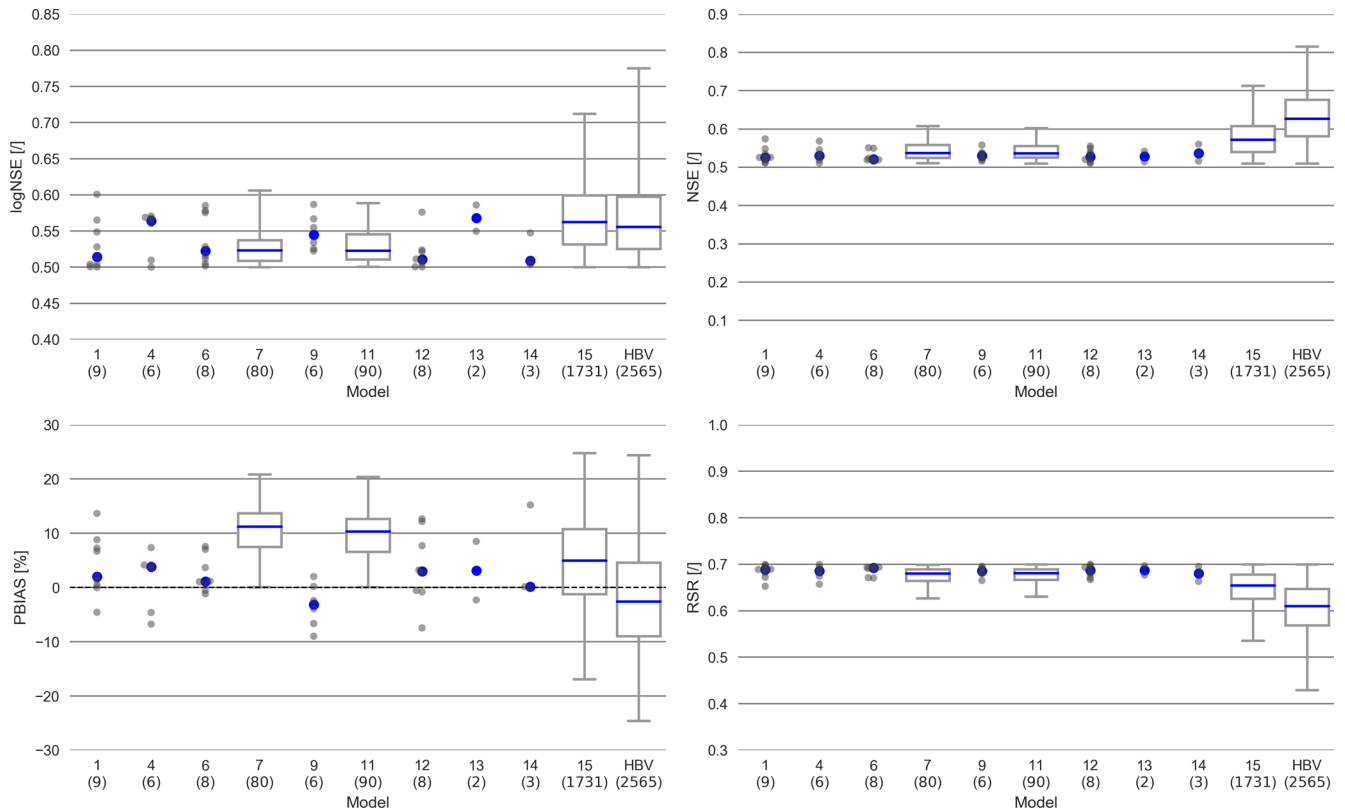 logNSE [/]
0.85
0.80
0.75
0.70
0.65
0.60
0.55
0.50
0.45
0.40
1 4 6 7 9 11 12 13 14 15 HBV
(9) (6) (8) (80) (6) (90) (8) (2) (3) (1731) (2565)
Model
NSE [/]
0.9
0.8
0.7
0.6
0.5
0.4
0.3
0.2
0.1
1 4 6 7 9 11 12 13 14 15 HBV
(9) (6) (8) (80) (6) (90) (8) (2) (3) (1731) (2565)
Model
PBIAS [%]
30
20
10
0
−10
−20
−30
1 4 6 7 9 11 12 13 14 15 HBV
(9) (6) (8) (80) (6) (90) (8) (2) (3) (1731) (2565)
Model
RSR [/]
1.0
0.9
0.8
0.7
0.6
0.5
0.4
0.3
1 4 6 7 9 11 12 13 14 15 HBV
(9) (6) (8) (80) (6) (90) (8) (2) (3) (1731) (2565)
Model